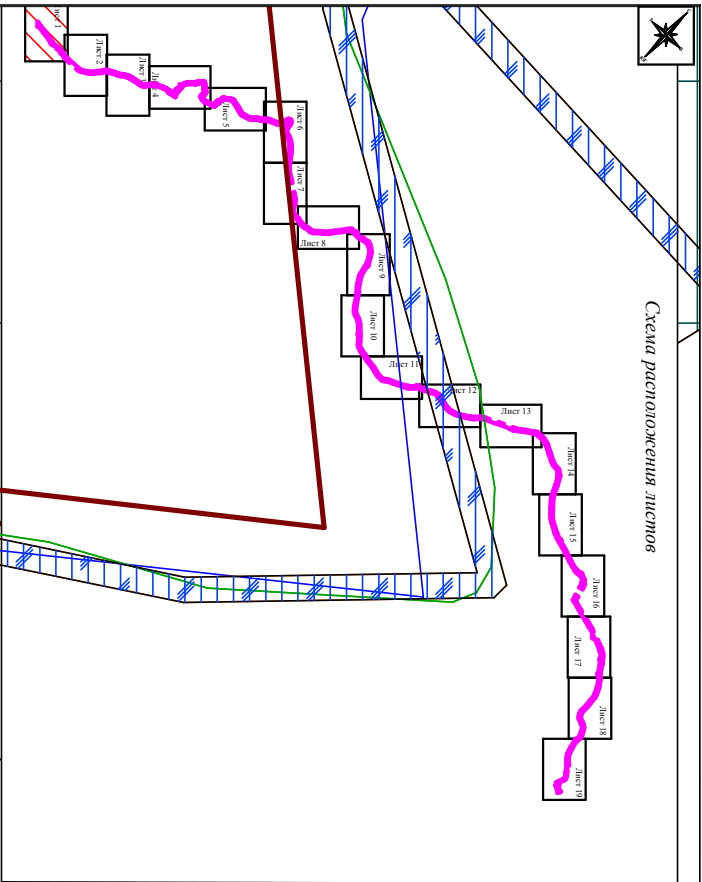 Схема расположения листов
Лист 1
Лист 2
Лист 3
Лист 4
Лист 5
Лист 6
Лист 7
Лист 8
Лист 9
Лист 10
Лист 11
Лист 12
Лист 13
Лист 14
Лист 15
Лист 16
Лист 17
Лист 18
Лист 19